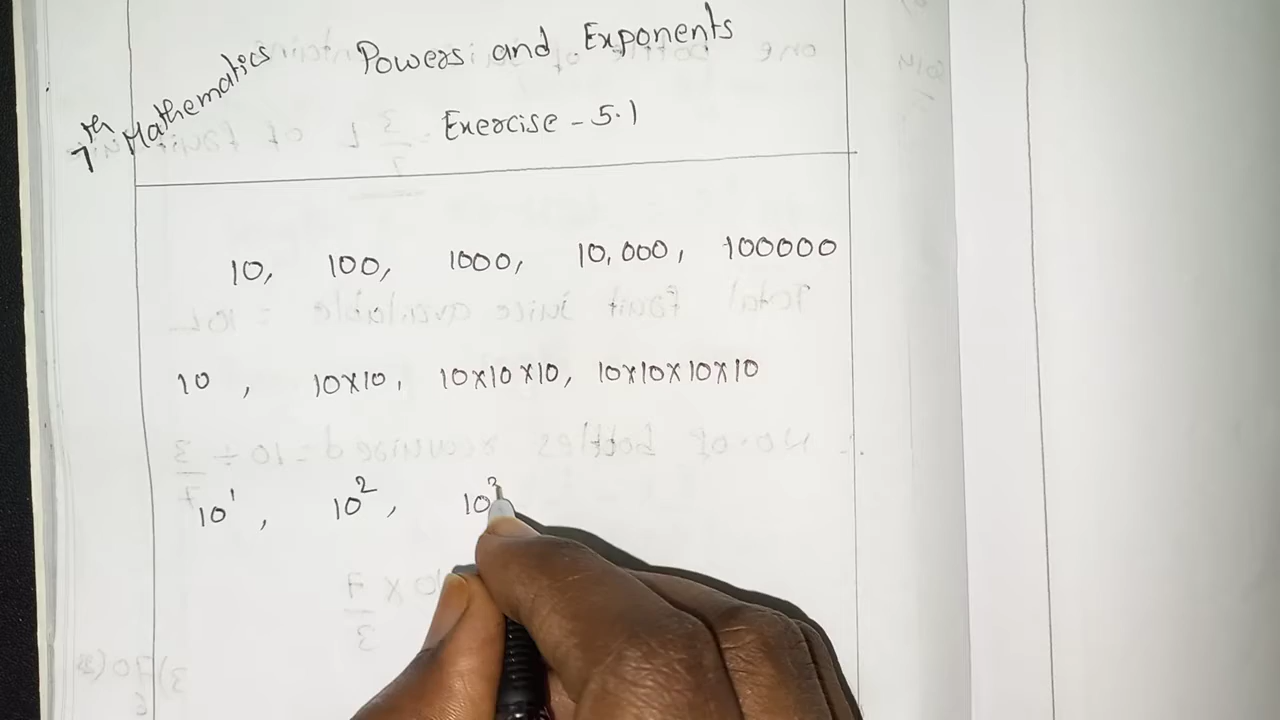 7th Mathematics
Powers and Exponents
Exercise - 5.1
10, 100, 1000, 10,000, 100000
10, 10×10, 10×10×10, 10×10×10×10
10¹, 10², 10³